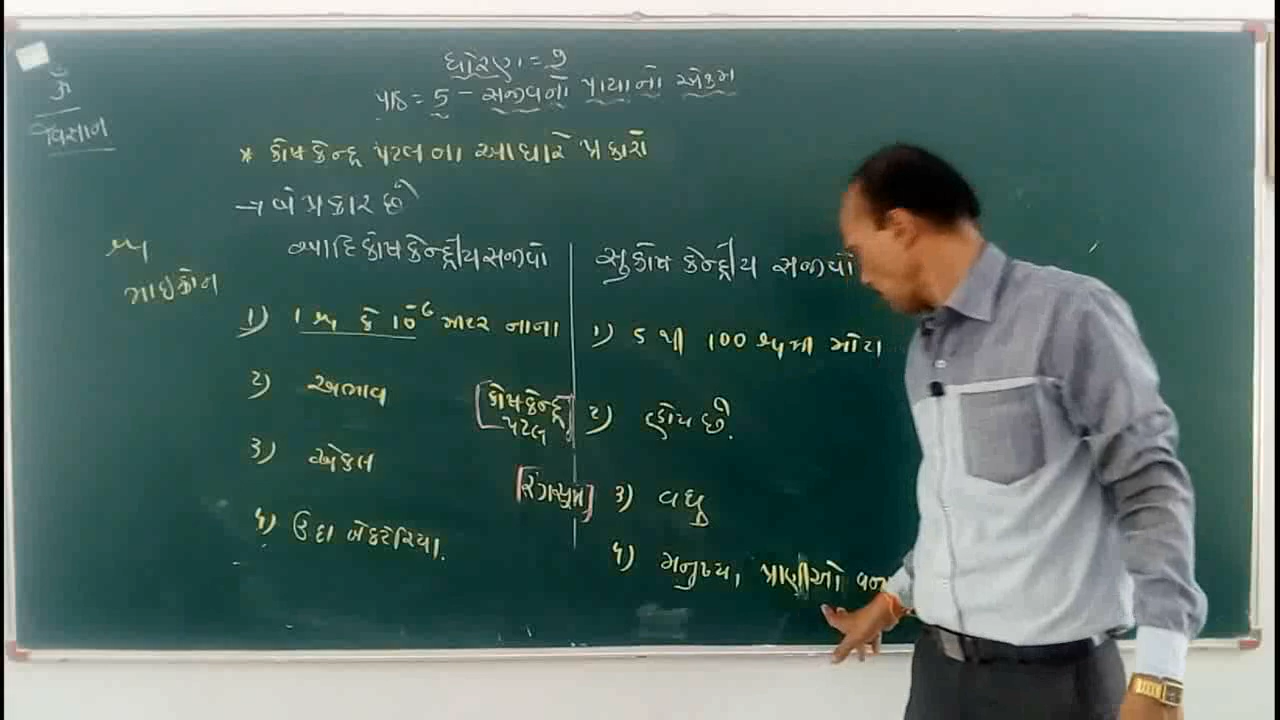 ૐ
વિજ્ઞાન
ધોરણ = 9
પાઠ = 5 - સજીવનો પાયાનો એકમ
* કોષકેન્દ્ર પટલના આધારે પ્રકારો
→ બે પ્રકાર છે
આદિકોષકેન્દ્રીય સજીવો
સુકોષકેન્દ્રીય સજીવો
માઇક્રોન
1) 1 µ કે 10⁻⁶ મીટર નાના
1) 5 થી 100 µ ના મોટા
2) અભાવ
[કોષકેન્દ્ર પટલ]
2) હોય છે.
3) એકલ
[રંગસૂત્ર]
3) વધુ
4) ઉદા બેક્ટેરિયા.
4) મનુષ્ય, પ્રાણીઓ